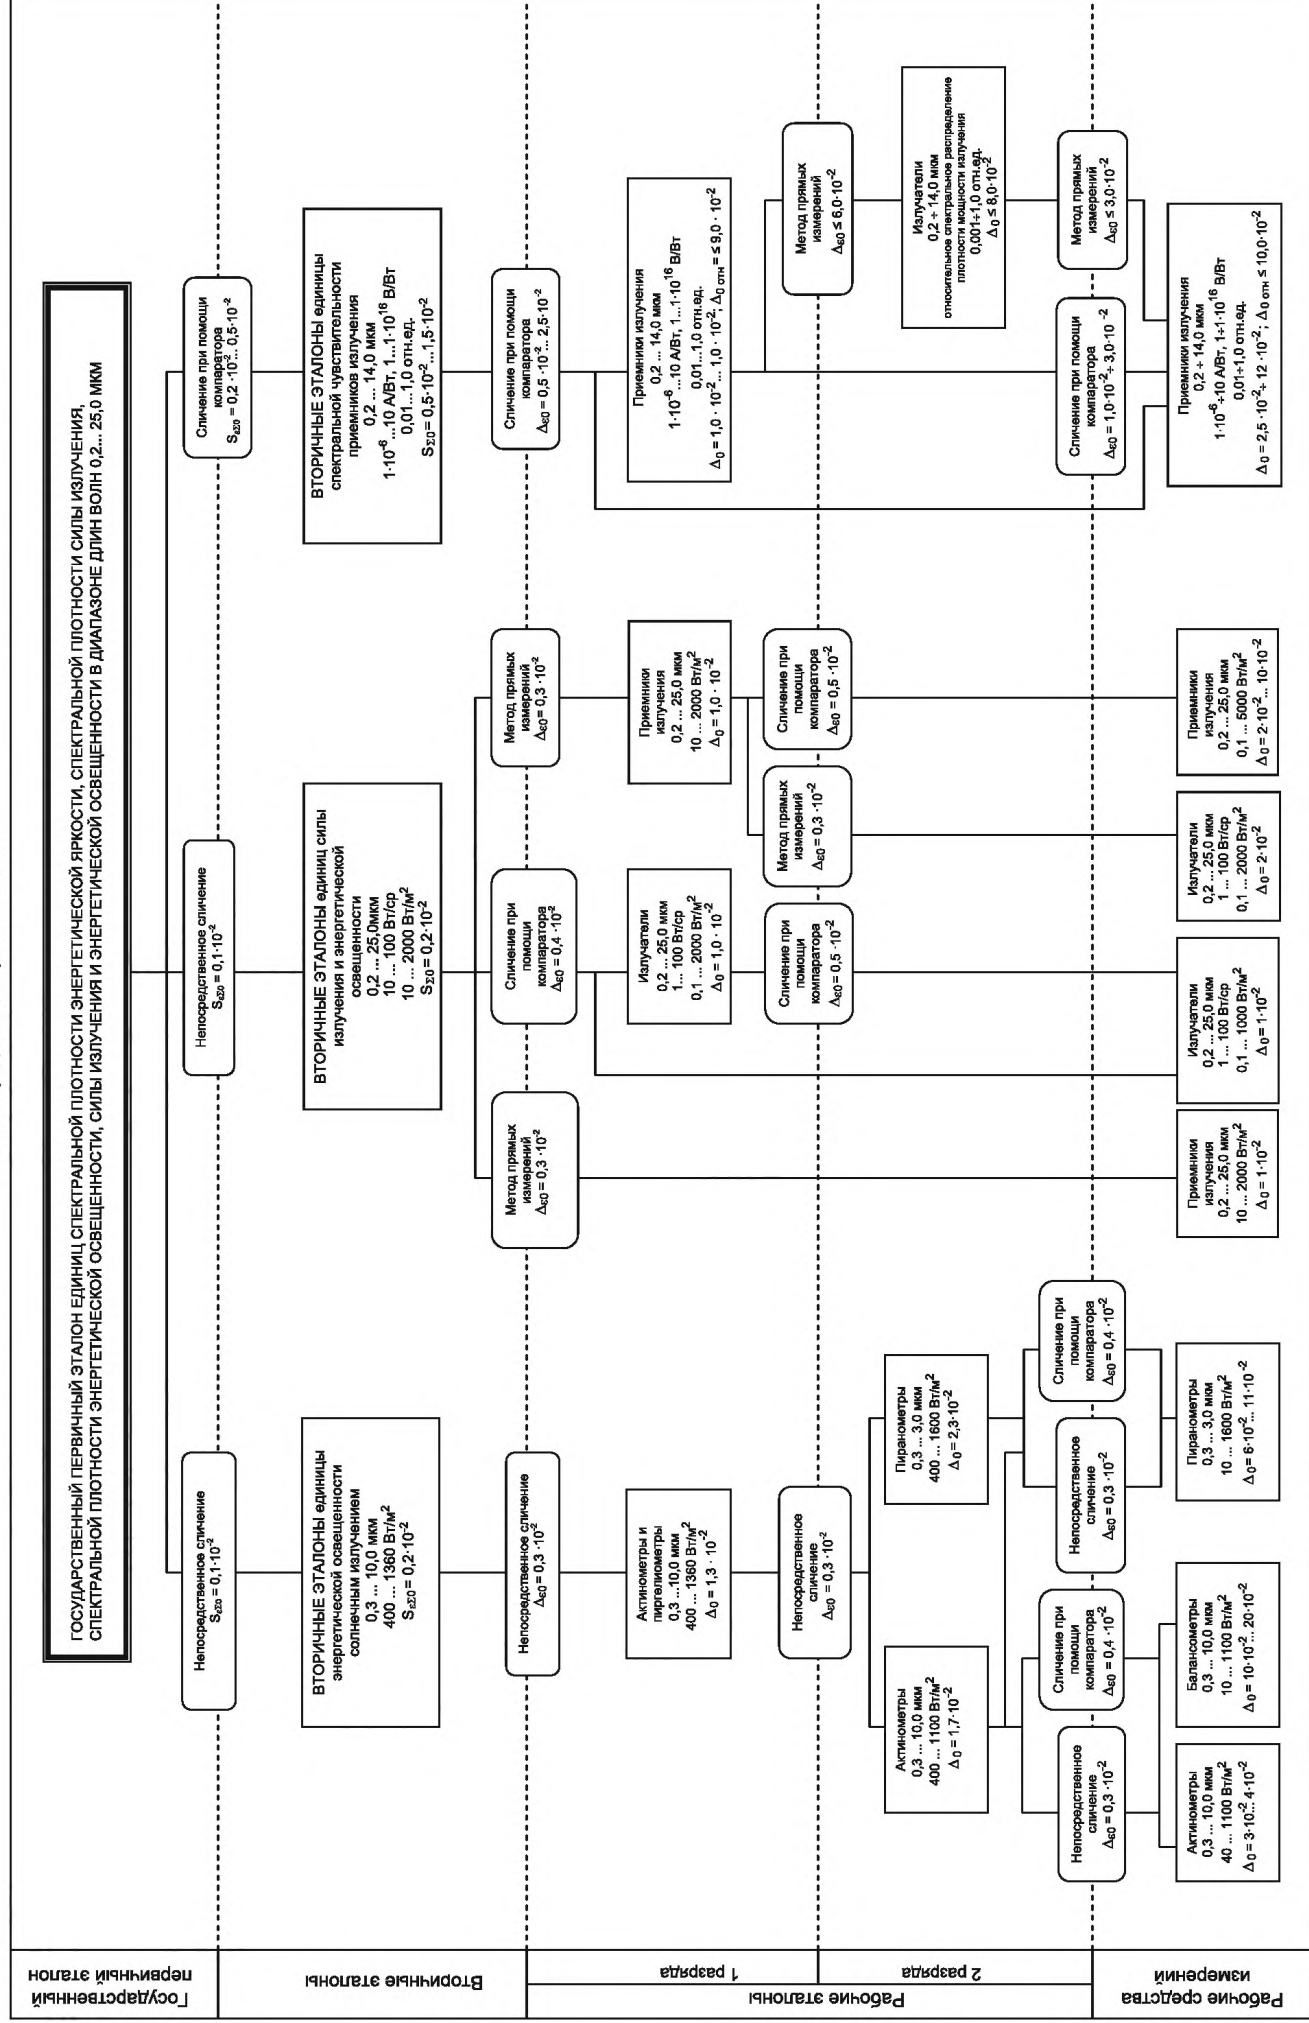 ГОСУДАРСТВЕННЫЙ ПЕРВИЧНЫЙ ЭТАЛОН ЕДИНИЦ СПЕКТРАЛЬНОЙ ПЛОТНОСТИ ЭНЕРГЕТИЧЕСКОЙ ЯРКОСТИ, СПЕКТРАЛЬНОЙ ПЛОТНОСТИ СИЛЫ ИЗЛУЧЕНИЯ,
СПЕКТРАЛЬНОЙ ПЛОТНОСТИ ЭНЕРГЕТИЧЕСКОЙ ОСВЕЩЕННОСТИ, СИЛЫ ИЗЛУЧЕНИЯ И ЭНЕРГЕТИЧЕСКОЙ ОСВЕЩЕННОСТИ В ДИАПАЗОНЕ ДЛИН ВОЛН 0,2... 25,0 МКМ
Государственный
первичный эталон
Непосредственное сличение
SεΣ0 = 0,1·10⁻²
Непосредственное сличение
SεΣ0 = 0,1·10⁻²
Сличение при помощи
компаратора
SεΣ0 = 0,2 ·10⁻²... 0,5·10⁻²
Вторичные эталоны
ВТОРИЧНЫЕ ЭТАЛОНЫ единицы
энергетической освещенности
солнечным излучением
0,3 ... 10,0 мкм
400 ... 1360 Вт/м²
SεΣ0 = 0,2·10⁻²
ВТОРИЧНЫЕ ЭТАЛОНЫ единиц силы
излучения и энергетической
освещенности
0,2 ... 25,0мкм
10 ... 100 Вт/ср
10 ... 2000 Вт/м²
SΣ0 = 0,2·10⁻²
ВТОРИЧНЫЕ ЭТАЛОНЫ единицы
спектральной чувствительности
приемников излучения
0,2 ... 14,0 мкм
1·10⁻⁶...10 А/Вт, 1...1·10¹⁶ В/Вт
0,01...1,0 отн.ед.
SΣ0 = 0,5·10⁻²...1,5·10⁻²
Непосредственное сличение
Δε0 = 0,3 ·10⁻²
Метод прямых
измерений
Δε0 = 0,3 ·10⁻²
Сличение при
помощи
компаратора
Δε0 = 0,4 ·10⁻²
Метод прямых
измерений
Δε0 = 0,3 ·10⁻²
Сличение при помощи
компаратора
Δε0 = 0,5 ·10⁻²... 2,5·10⁻²
Рабочие эталоны
1 разряда
Актинометры и
пиргелиометры
0,3 ...10,0 мкм
400 ... 1360 Вт/м²
Δ0 = 1,3 · 10⁻²
Излучатели
0,2 ... 25,0 мкм
1... 100 Вт/ср
0,1 ... 2000 Вт/м²
Δ0 = 1,0 · 10⁻²
Приемники
излучения
0,2 ... 25,0 мкм
10 ... 2000 Вт/м²
Δ0 = 1,0 · 10⁻²
Приемники излучения
0,2 ... 14,0 мкм
1·10⁻⁶...10 А/Вт, 1...1·10¹⁶ В/Вт
0,01...1,0 отн.ед.
Δ0 = 1,0 · 10⁻²... 1,0 · 10⁻²; Δ0 отн = ≤ 9,0 · 10⁻²
Непосредственное
сличение
Δε0 = 0,3 ·10⁻²
Сличение при
помощи
компаратора
Δε0 = 0,5 ·10⁻²
Метод прямых
измерений
Δε0 = 0,3 ·10⁻²
Сличение при
помощи
компаратора
Δε0 = 0,5 ·10⁻²
Метод прямых
измерений
Δε0 ≤ 6,0·10⁻²
2 разряда
Актинометры
0,3 ... 10,0 мкм
400 ... 1100 Вт/м²
Δ0 = 1,7·10⁻²
Пиранометры
0,3 ... 3,0 мкм
400 ... 1600 Вт/м²
Δ0 = 2,3·10⁻²
Излучатели
0,2 ÷ 14,0 мкм
относительное спектральное распределение
плотности мощности излучения
0,001÷1,0 отн.ед.
Δ0 ≤ 8,0·10⁻²
Непосредственное
сличение
Δε0 = 0,3 ·10⁻²
Сличение при
помощи
компаратора
Δε0 = 0,4 ·10⁻²
Непосредственное
сличение
Δε0 = 0,3 ·10⁻²
Сличение при
помощи
компаратора
Δε0 = 0,4 ·10⁻²
Сличение при помощи
компаратора
Δε0 = 1,0·10⁻²÷ 3,0·10⁻²
Метод прямых
измерений
Δε0 ≤ 3,0·10⁻²
Рабочие средства
измерений
Актинометры
0,3 ... 10,0 мкм
40 ... 1100 Вт/м²
Δ0 = 3·10⁻²... 4·10⁻²
Балансометры
0,3 ... 10,0 мкм
10 ... 1100 Вт/м²
Δ0 = 10·10⁻²... 20·10⁻²
Пиранометры
0,3 ... 3,0 мкм
10 ... 1600 Вт/м²
Δ0 = 6·10⁻²... 11·10⁻²
Приемники
излучения
0,2 ... 25,0 мкм
10 ... 2000 Вт/м²
Δ0 = 1·10⁻²
Излучатели
0,2 ... 25,0 мкм
1 ... 100 Вт/ср
0,1 ... 1000 Вт/м²
Δ0 = 1·10⁻²
Излучатели
0,2 ... 25,0 мкм
1 ... 100 Вт/ср
0,1 ... 2000 Вт/м²
Δ0 = 2·10⁻²
Приемники
излучения
0,2 ... 25,0 мкм
0,1 ... 5000 Вт/м²
Δ0 = 2·10⁻²... 10·10⁻²
Приемники излучения
0,2 ÷ 14,0 мкм
1·10⁻⁶÷10 А/Вт, 1÷1·10¹⁶ В/Вт
0,01÷1,0 отн.ед.
Δ0 = 2,5 ·10⁻²÷ 12 ·10⁻²; Δ0 отн ≤ 10,0·10⁻²